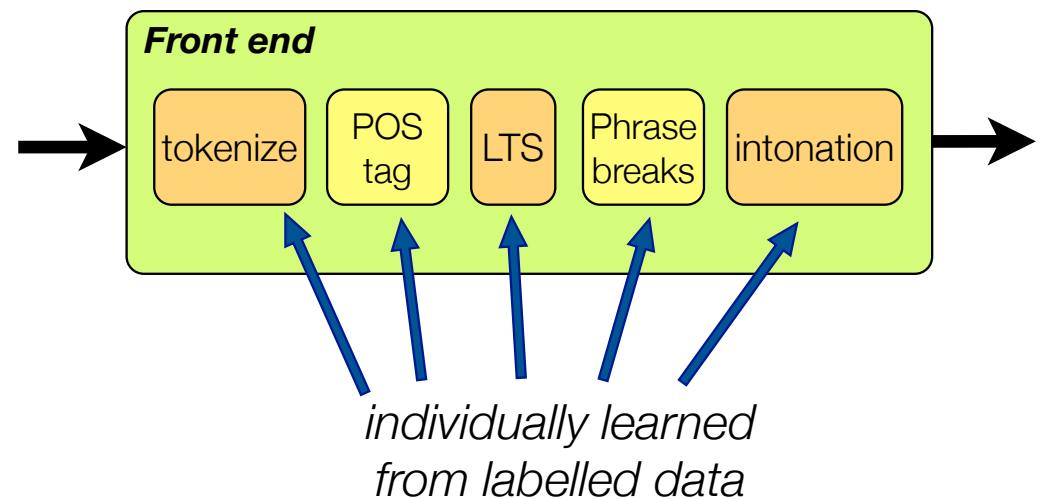 Front end
tokenize
POS
tag
LTS
Phrase
breaks
intonation
individually learned
from labelled data